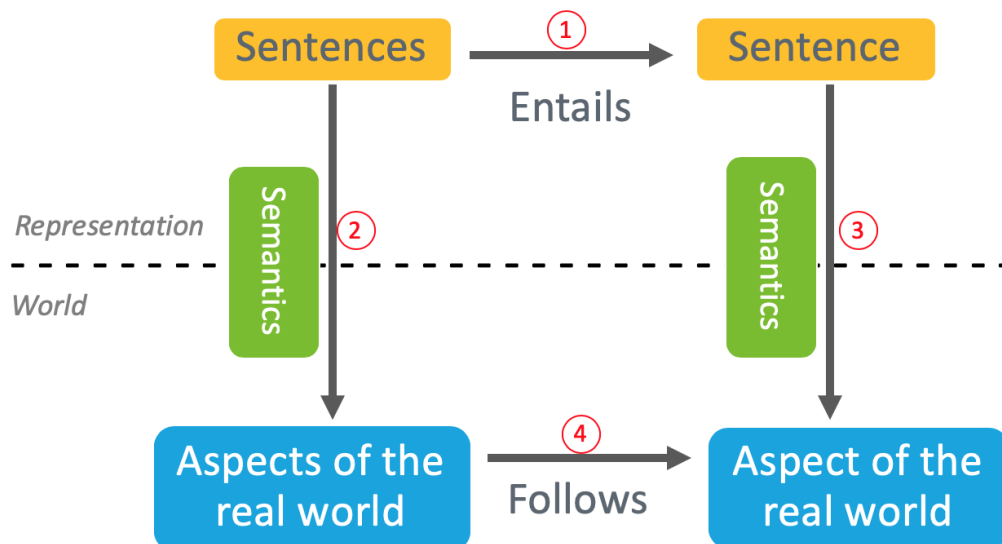 Sentences
1
Sentence
Entails
Semantics
2
Semantics
3
Representation
World
Aspects of the
real world
4
Follows
Aspect of the
real world